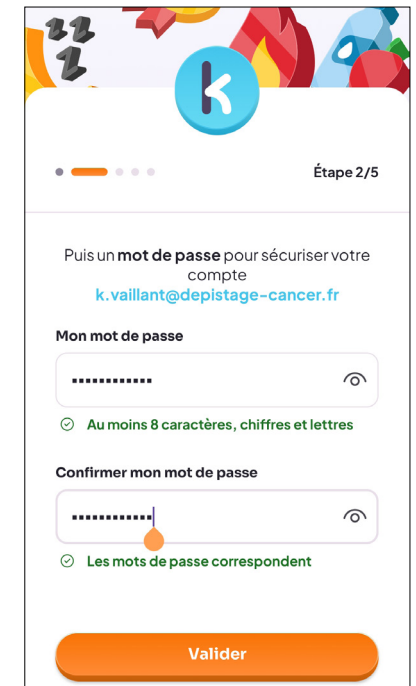 k
Étape 2/5
Puis un mot de passe pour sécuriser votre
compte
k.vaillant@depistage-cancer.fr
Mon mot de passe
••••••••••••
Au moins 8 caractères, chiffres et lettres
Confirmer mon mot de passe
••••••••••••
Les mots de passe correspondent
Valider